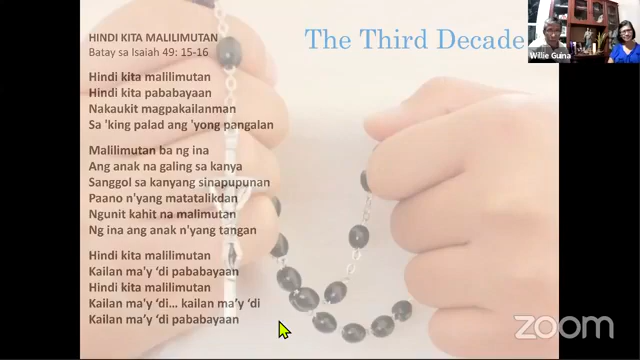 HINDI KITA MALILIMUTAN
Batay sa Isaiah 49: 15-16
The Third Decade
Willie Guina
Hindi kita malilimutan
Hindi kita pababayaan
Nakaukit magpakailanman
Sa 'king palad ang 'yong pangalan
Malilimutan ba ng ina
Ang anak na galing sa kanya
Sanggol sa kanyang sinapupunan
Paano n'yang matatalikdan
Ngunit kahit na malimutan
Ng ina ang anak n'yang tangan
Hindi kita malilimutan
Kailan ma'y ‘di pababayaan
Hindi kita malilimutan
Kailan ma’y ‘di… kailan ma’y ‘di
Kailan ma’y ‘di pababayaan
zoom